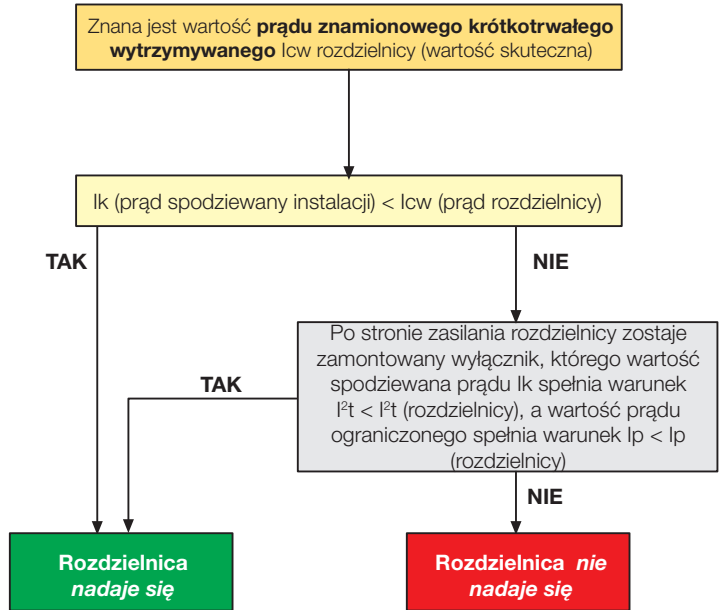 Znana jest wartość prądu znamionowego krótkotrwałego
wytrzymywanego Icw rozdzielnicy (wartość skuteczna)
Ik (prąd spodziewany instalacji) < Icw (prąd rozdzielnicy)
TAK
NIE
Po stronie zasilania rozdzielnicy zostaje
zamontowany wyłącznik, którego wartość
spodziewana prądu Ik spełnia warunek
I²t < I²t (rozdzielnicy), a wartość prądu
ograniczonego spełnia warunek Ip < Ip
(rozdzielnicy)
TAK
NIE
Rozdzielnica
nadaje się
Rozdzielnica nie
nadaje się